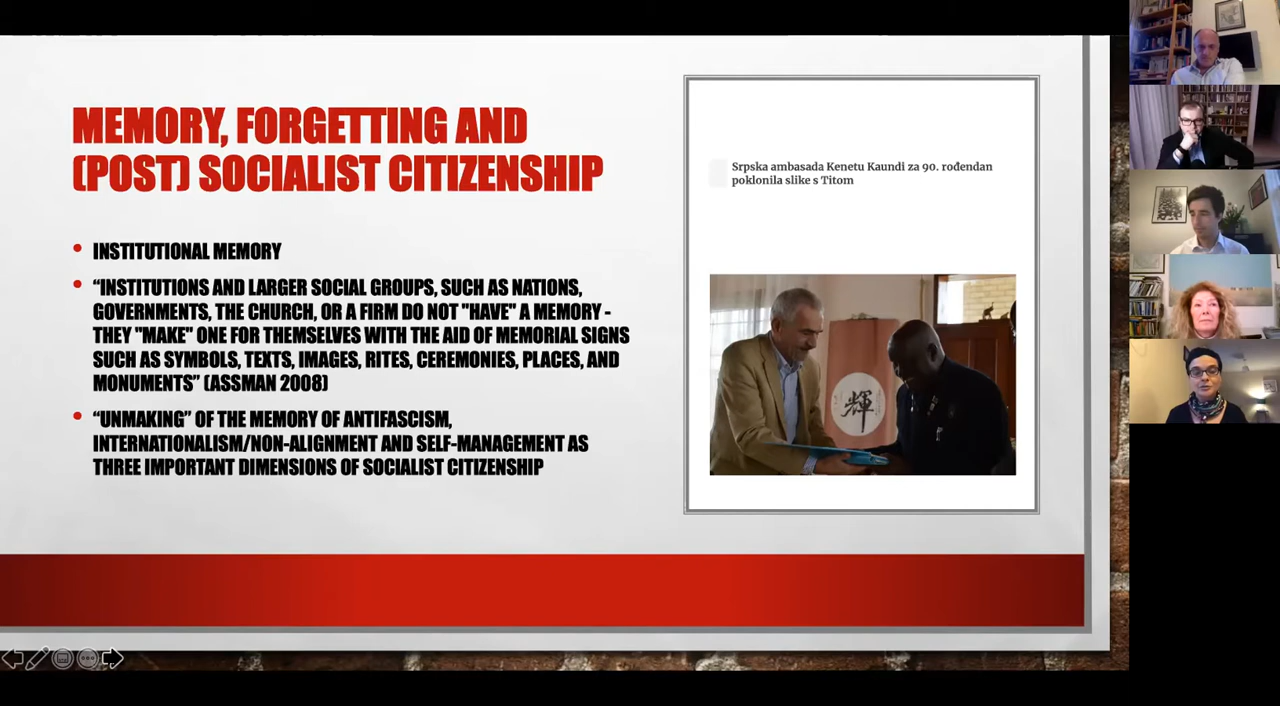 MEMORY, FORGETTING AND
(POST) SOCIALIST CITIZENSHIP
• INSTITUTIONAL MEMORY
• “INSTITUTIONS AND LARGER SOCIAL GROUPS, SUCH AS NATIONS,
GOVERNMENTS, THE CHURCH, OR A FIRM DO NOT "HAVE" A MEMORY -
THEY "MAKE" ONE FOR THEMSELVES WITH THE AID OF MEMORIAL SIGNS
SUCH AS SYMBOLS, TEXTS, IMAGES, RITES, CEREMONIES, PLACES, AND
MONUMENTS” (ASSMAN 2008)
• “UNMAKING” OF THE MEMORY OF ANTIFASCISM,
INTERNATIONALISM/NON-ALIGNMENT AND SELF-MANAGEMENT AS
THREE IMPORTANT DIMENSIONS OF SOCIALIST CITIZENSHIP
Srpska ambasada Kenetu Kaundi za 90. rođendan
poklonila slike s Titom
輝